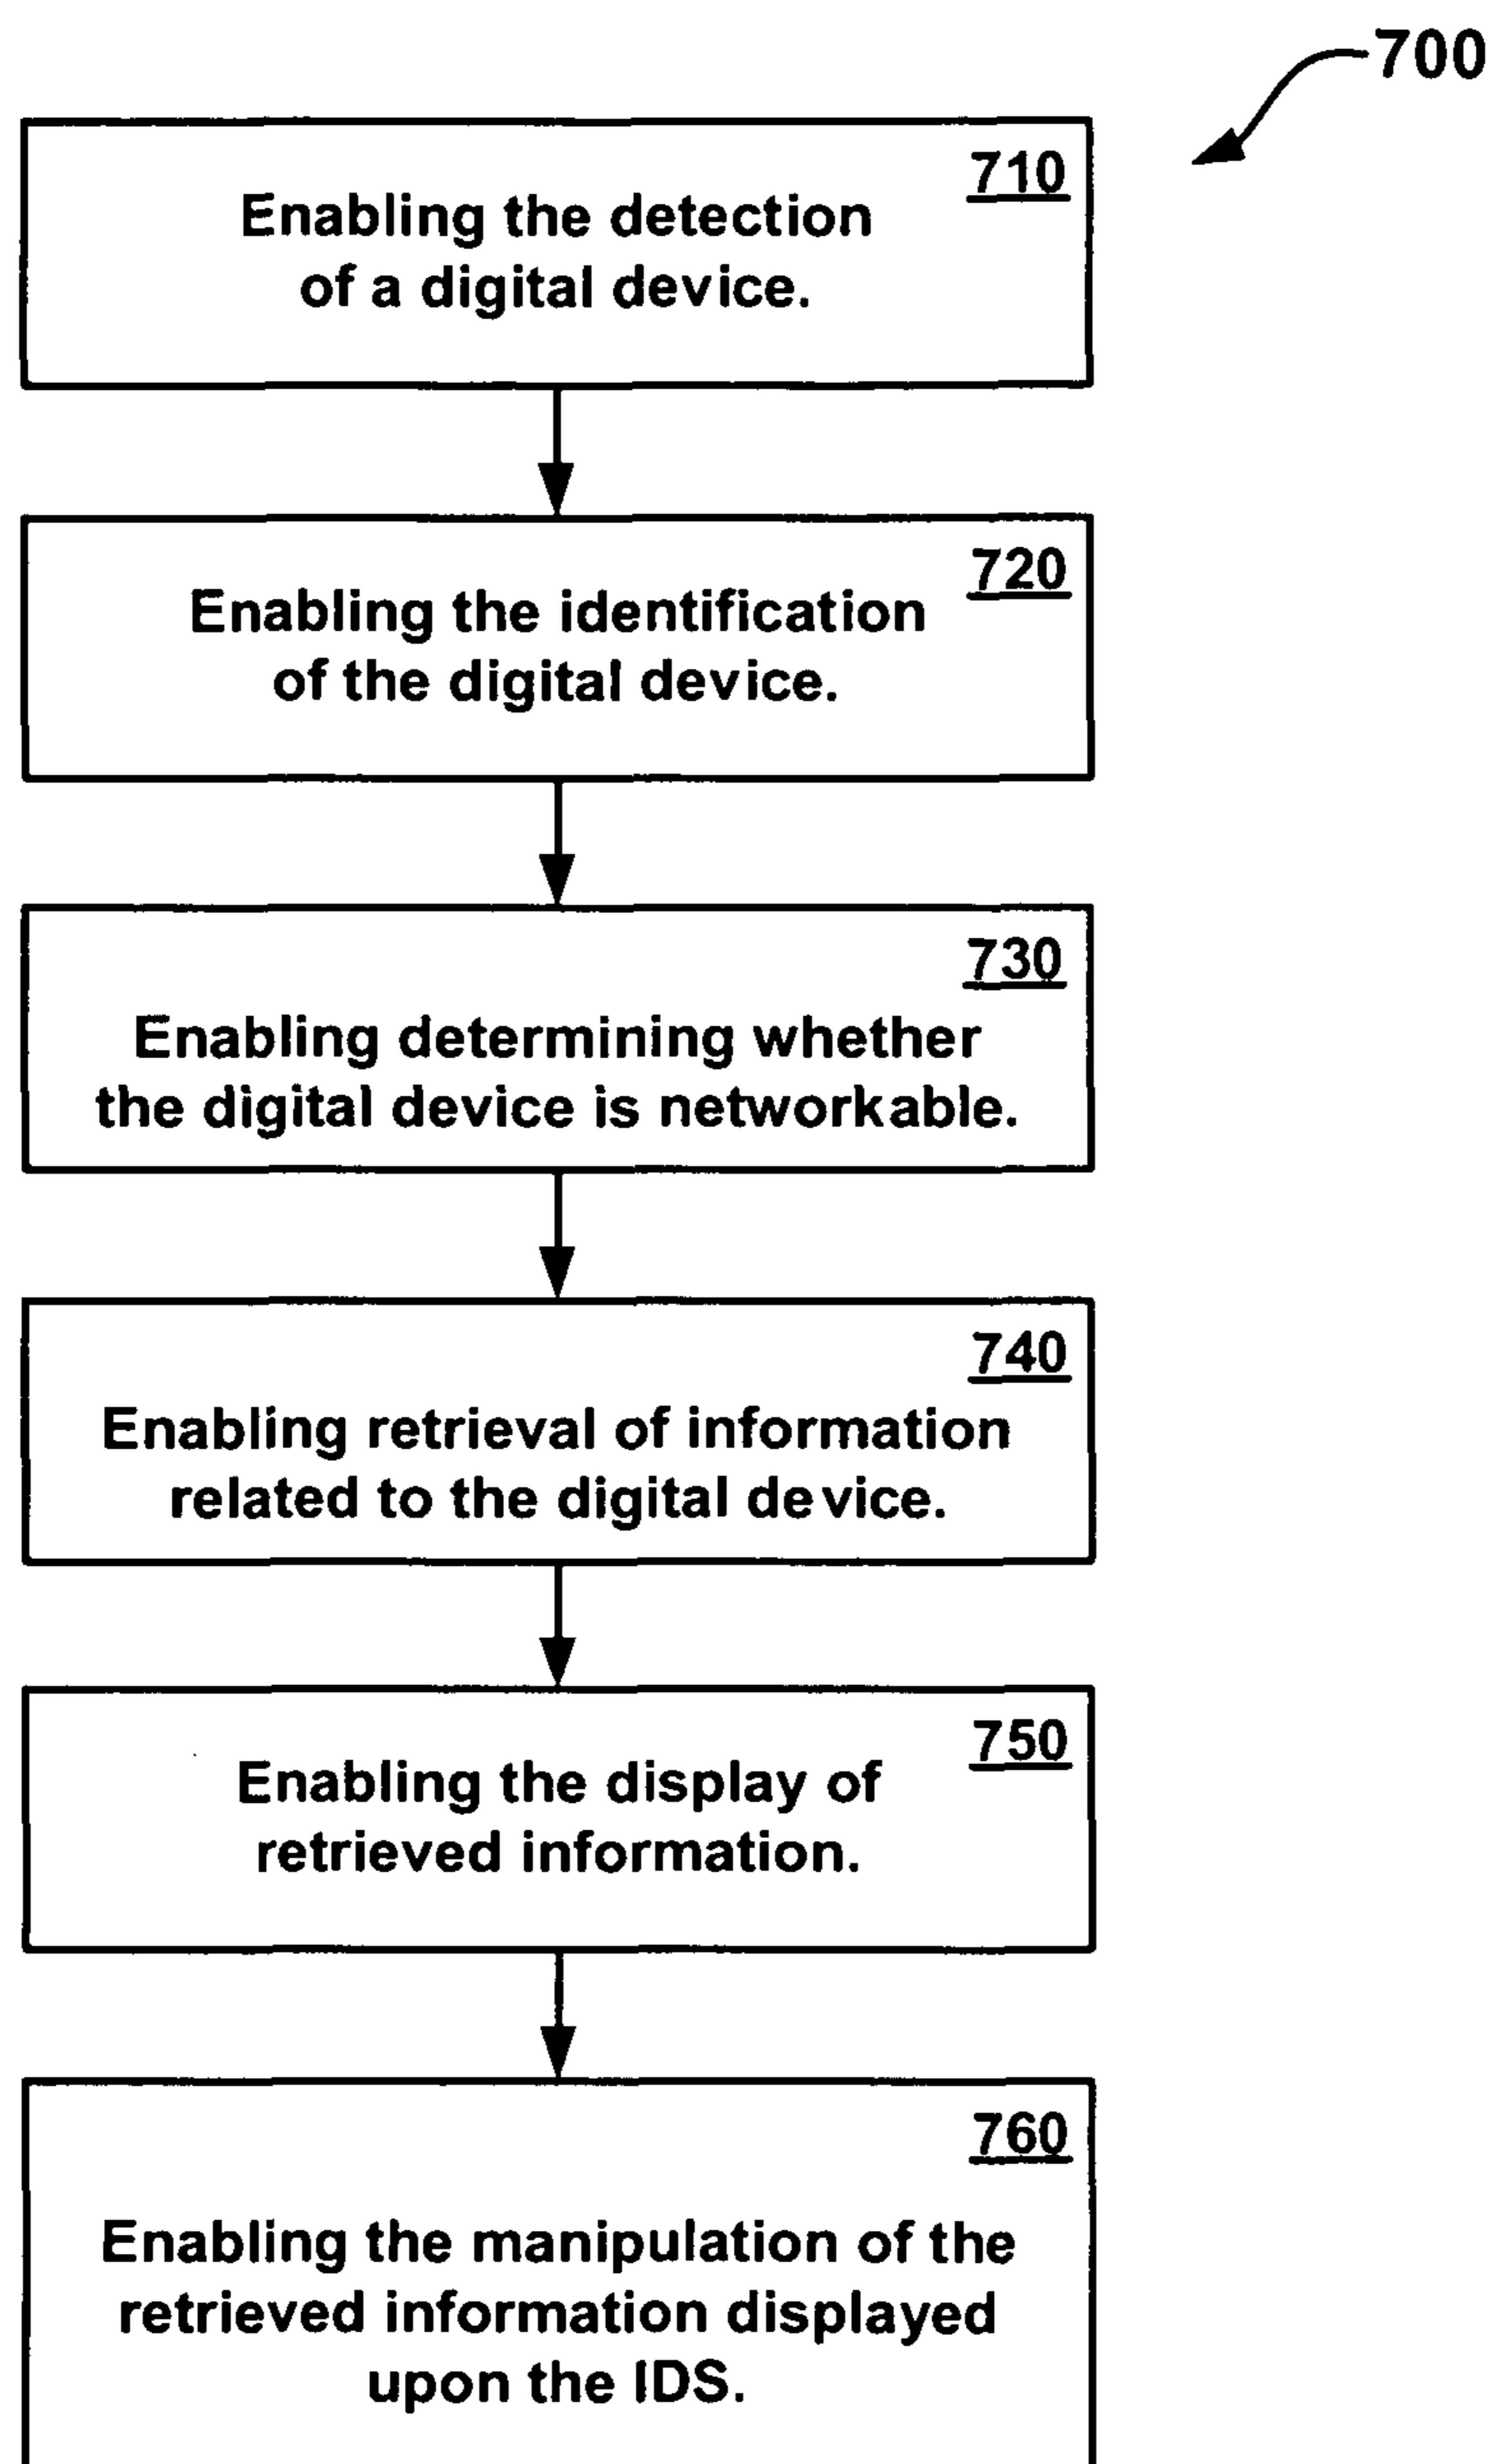 700
710
Enabling the detection
of a digital device.
720
Enabling the identification
of the digital device.
730
Enabling determining whether
the digital device is networkable.
740
Enabling retrieval of information
related to the digital device.
750
Enabling the display of
retrieved information.
760
Enabling the manipulation of the
retrieved information displayed
upon the IDS.